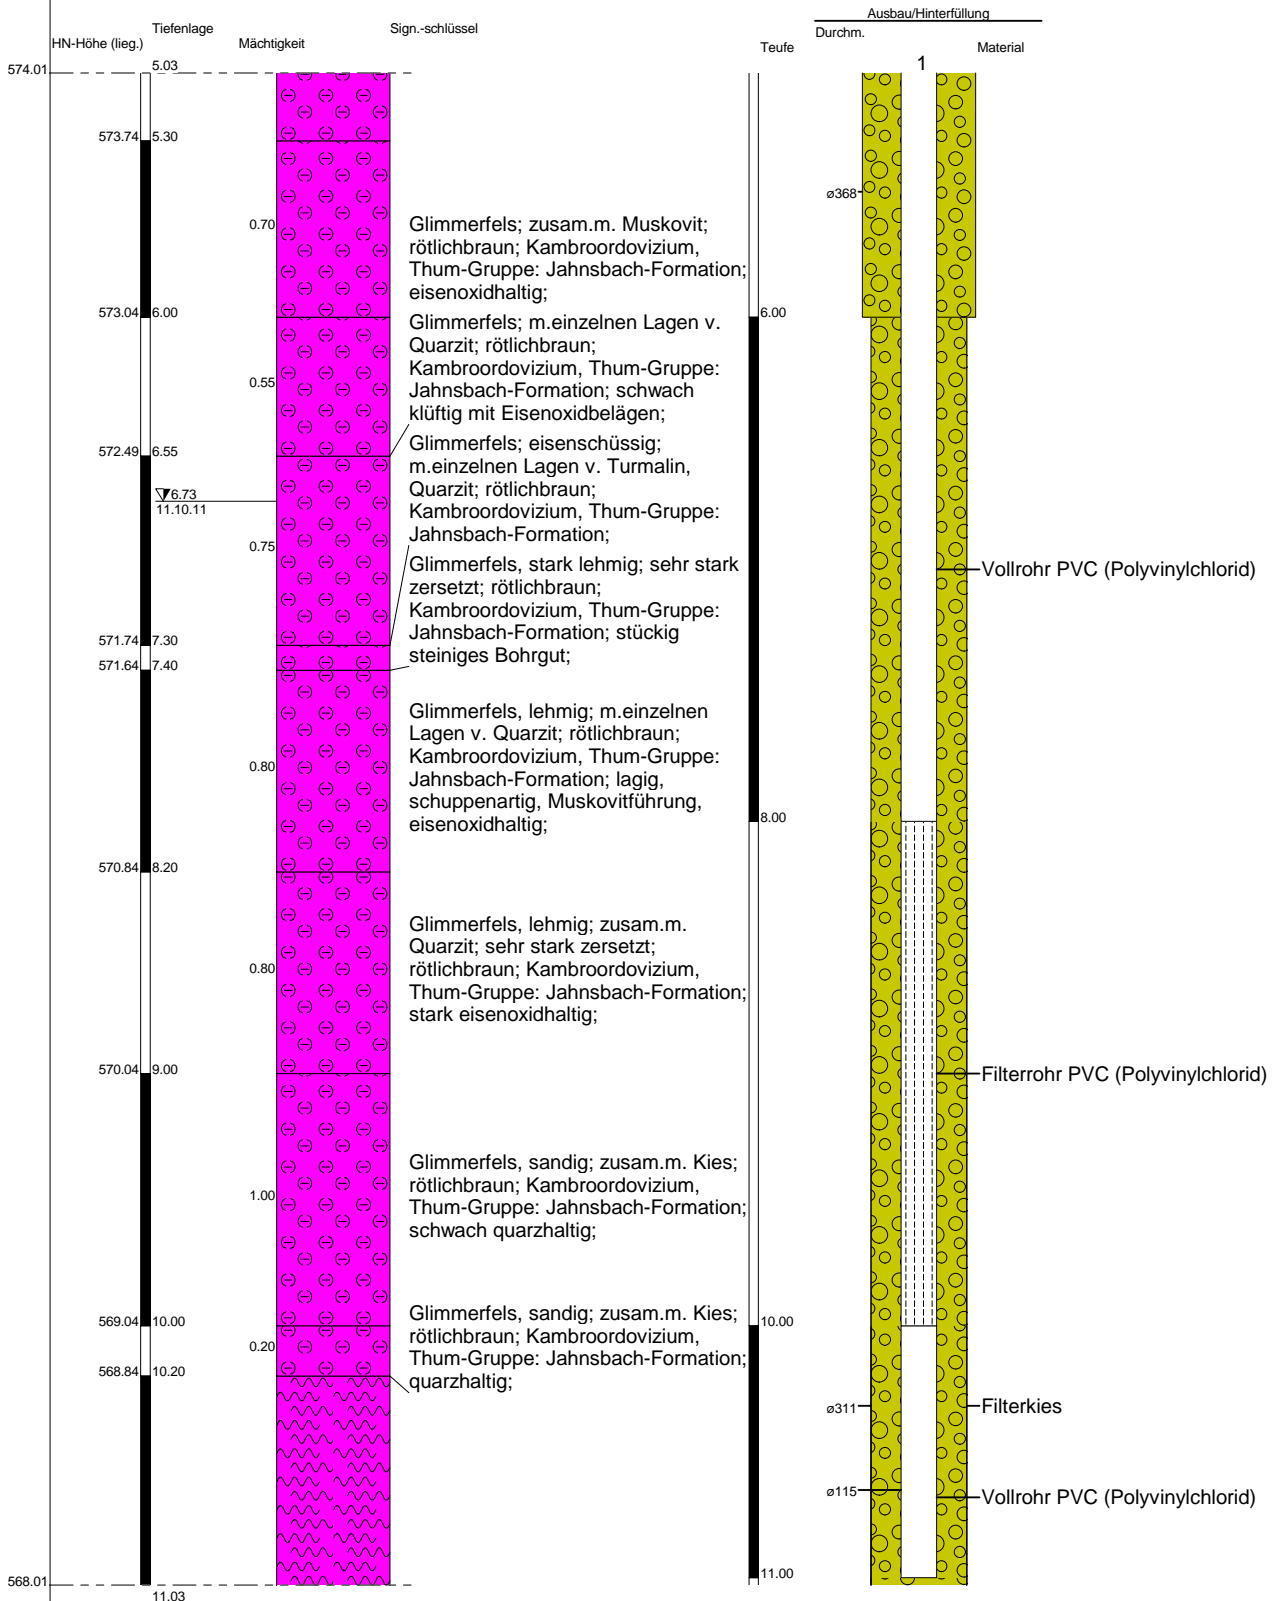 Ausbau/Hinterfüllung
Tiefenlage
Sign.-schlüssel
Durchm.
HN-Höhe (lieg.)
Mächtigkeit
Teufe
Material
1
574.01
5.03
573.74 5.30
ø368
0.70
Glimmerfels; zusam.m. Muskovit;
rötlichbraun; Kambroordovizium,
Thum-Gruppe: Jahnsbach-Formation;
eisenoxidhaltig;
573.04 6.00
6.00
0.55
Glimmerfels; m.einzelnen Lagen v.
Quarzit; rötlichbraun;
Kambroordovizium, Thum-Gruppe:
Jahnsbach-Formation; schwach
klüftig mit Eisenoxidbelägen;
572.49 6.55
6.73
11.10.11
0.75
Glimmerfels; eisenschüssig;
m.einzelnen Lagen v. Turmalin,
Quarzit; rötlichbraun;
Kambroordovizium, Thum-Gruppe:
Jahnsbach-Formation;
Vollrohr PVC (Polyvinylchlorid)
571.74 7.30
571.64 7.40
Glimmerfels, stark lehmig; sehr stark
zersetzt; rötlichbraun;
Kambroordovizium, Thum-Gruppe:
Jahnsbach-Formation; stückig
steiniges Bohrgut;
0.80
Glimmerfels, lehmig; m.einzelnen
Lagen v. Quarzit; rötlichbraun;
Kambroordovizium, Thum-Gruppe:
Jahnsbach-Formation; lagig,
schuppenartig, Muskovitführung,
eisenoxidhaltig;
8.00
570.84 8.20
0.80
Glimmerfels, lehmig; zusam.m.
Quarzit; sehr stark zersetzt;
rötlichbraun; Kambroordovizium,
Thum-Gruppe: Jahnsbach-Formation;
stark eisenoxidhaltig;
570.04 9.00
Filterrohr PVC (Polyvinylchlorid)
1.00
Glimmerfels, sandig; zusam.m. Kies;
rötlichbraun; Kambroordovizium,
Thum-Gruppe: Jahnsbach-Formation;
schwach quarzhaltig;
569.04 10.00
10.00
0.20
Glimmerfels, sandig; zusam.m. Kies;
rötlichbraun; Kambroordovizium,
Thum-Gruppe: Jahnsbach-Formation;
quarzhaltig;
568.84 10.20
ø311
Filterkies
ø115
Vollrohr PVC (Polyvinylchlorid)
11.00
568.01
11.03